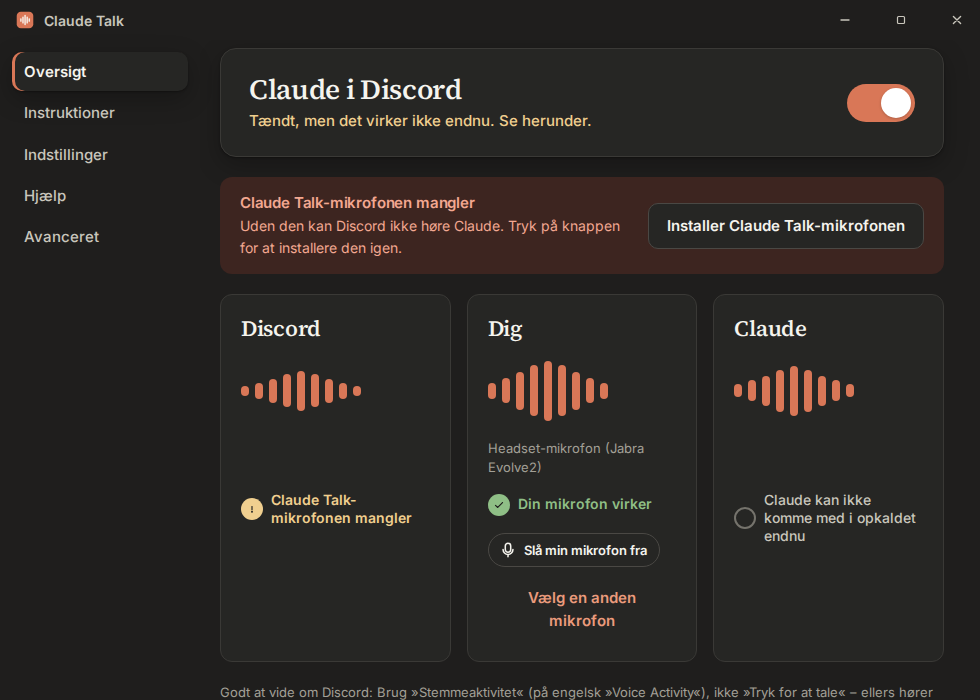 Claude Talk
Oversigt
Instruktioner
Indstillinger
Hjælp
Avanceret
Claude i Discord
Tændt, men det virker ikke endnu. Se herunder.
Claude Talk-mikrofonen mangler
Uden den kan Discord ikke høre Claude. Tryk på knappen
for at installere den igen.
Installer Claude Talk-mikrofonen
Discord
Claude Talk-
mikrofonen mangler
Dig
Headset-mikrofon (Jabra
Evolve2)
Din mikrofon virker
Slå min mikrofon fra
Vælg en anden
mikrofon
Claude
Claude kan ikke
komme med i opkaldet
endnu
Godt at vide om Discord: Brug »Stemmeaktivitet« (på engelsk »Voice Activity«), ikke »Tryk for at tale« – ellers hører